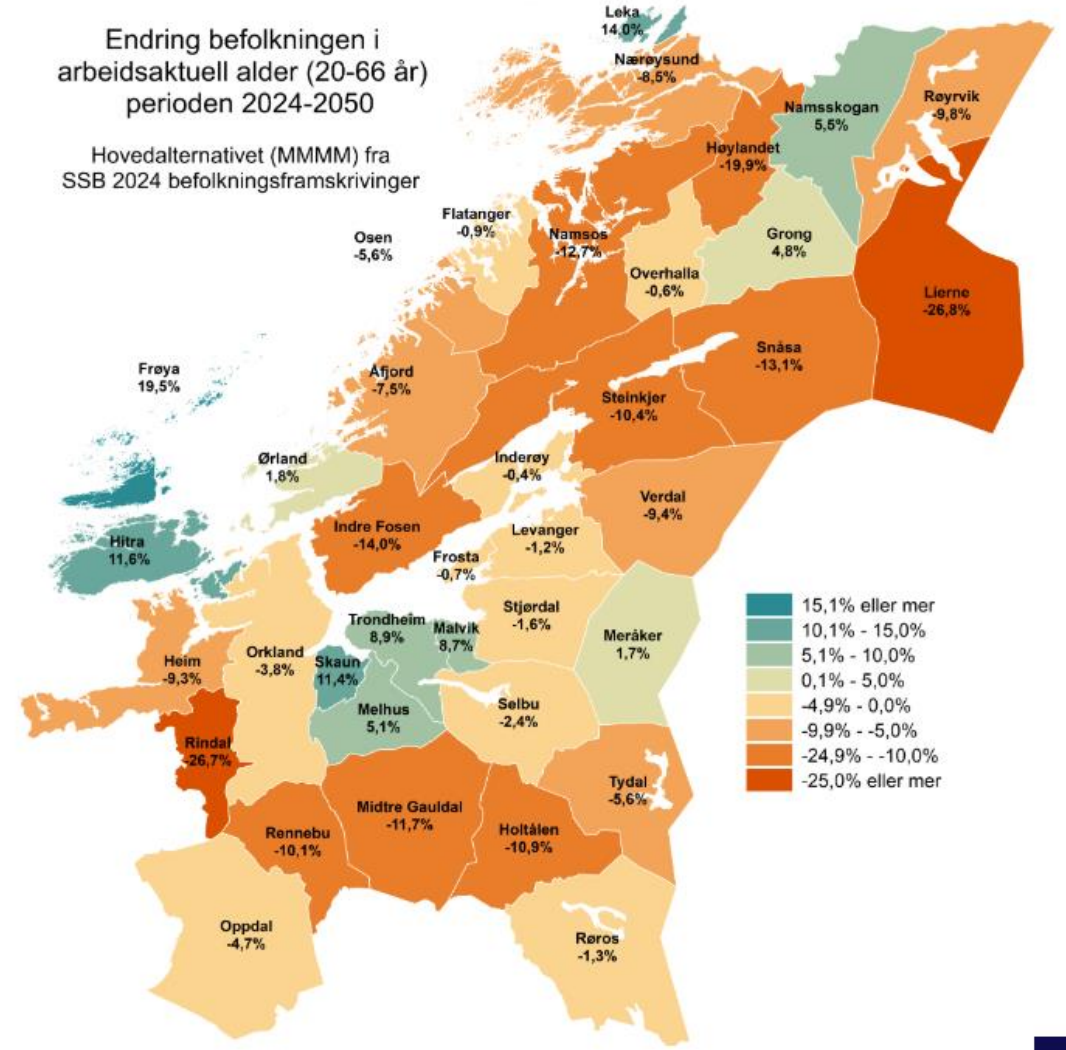 Endring befolkningen i
arbeidsaktuell alder (20-66 år)
perioden 2024-2050
Hovedalternativet (MMMM) fra
SSB 2024 befolkningsframskrivinger
Leka
14,0%
Nærøysund
-8,5%
Namsskogan
5,5%
Røyrvik
-9,8%
Høylandet
-19,9%
Flatanger
-0,9%
Osen
-5,6%
Namsos
-12,7%
Grong
4,8%
Overhalla
-0,6%
Lierne
-26,8%
Snåsa
-13,1%
Frøya
19,5%
Åfjord
-7,5%
Steinkjer
-10,4%
Ørland
1,8%
Inderøy
-0,4%
Verdal
-9,4%
Indre Fosen
-14,0%
Levanger
-1,2%
Hitra
11,6%
Frosta
-0,7%
Stjørdal
-1,6%
Trondheim
8,9%
Malvik
8,7%
Meråker
1,7%
Orkland
-3,8%
Skaun
11,4%
Heim
-9,3%
Melhus
5,1%
Selbu
-2,4%
Rindal
-26,7%
Tydal
-5,6%
Midtre Gauldal
-11,7%
Rennebu
-10,1%
Holtålen
-10,9%
Oppdal
-4,7%
Røros
-1,3%
15,1% eller mer
10,1% - 15,0%
5,1% - 10,0%
0,1% - 5,0%
-4,9% - 0,0%
-9,9% - -5,0%
-24,9% - -10,0%
-25,0% eller mer